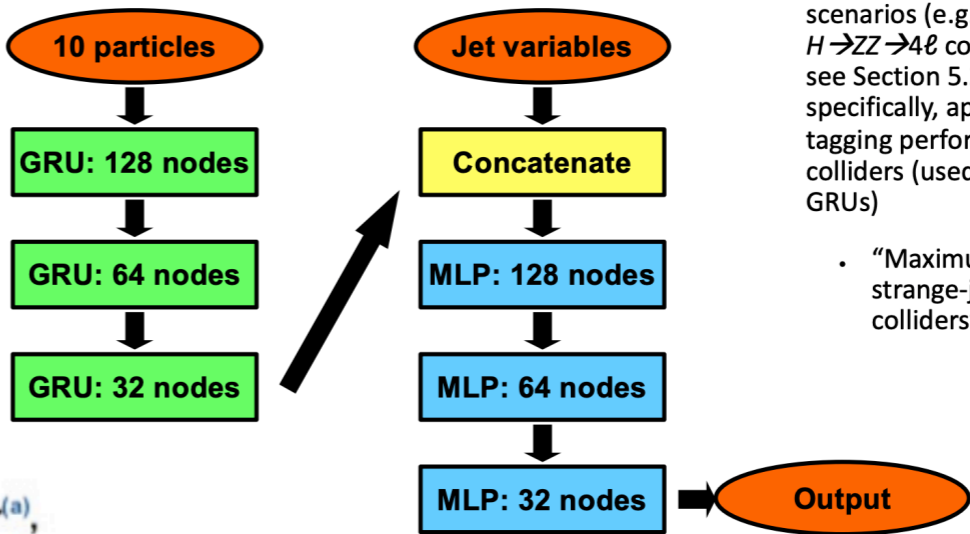 10 particles
GRU: 128 nodes
GRU: 64 nodes
GRU: 32 nodes
Jet variables
Concatenate
MLP: 128 nodes
MLP: 64 nodes
MLP: 32 nodes
Output
scenarios (e.g
H→ZZ→4ℓ co
see Section 5.
specifically, ap
tagging perfor
colliders (used
GRUs)
• “Maximu
strange-j
colliders
(a),